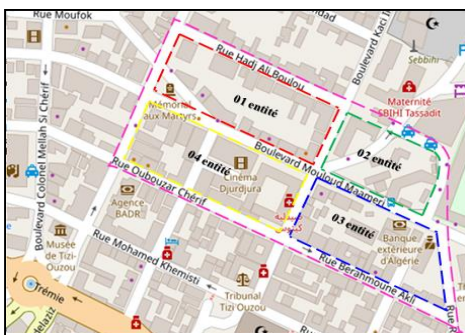 Rue Moufok
Rue Hadj Ali Boulou
Boulevard Kaci I
Sebbihi
Maternité
SBIHI Tassadit
01 entité
Mémorial
aux Martyrs
02 entité
Boulevard Colonel Mellah Si Chérif
04 entité
Cinéma
Djurdjura
Boulevard Mouloud Maameri
Rue Oubouzar Chérif
Agence
BADR
03 entité
Banque
extérieure
d'Algérie
Musée
de Tizi-
Ouzou
Rue Mohamed Khemisti
Rue Berahmoune Akli
Tribunal
Tizi Ouzou
Trémie